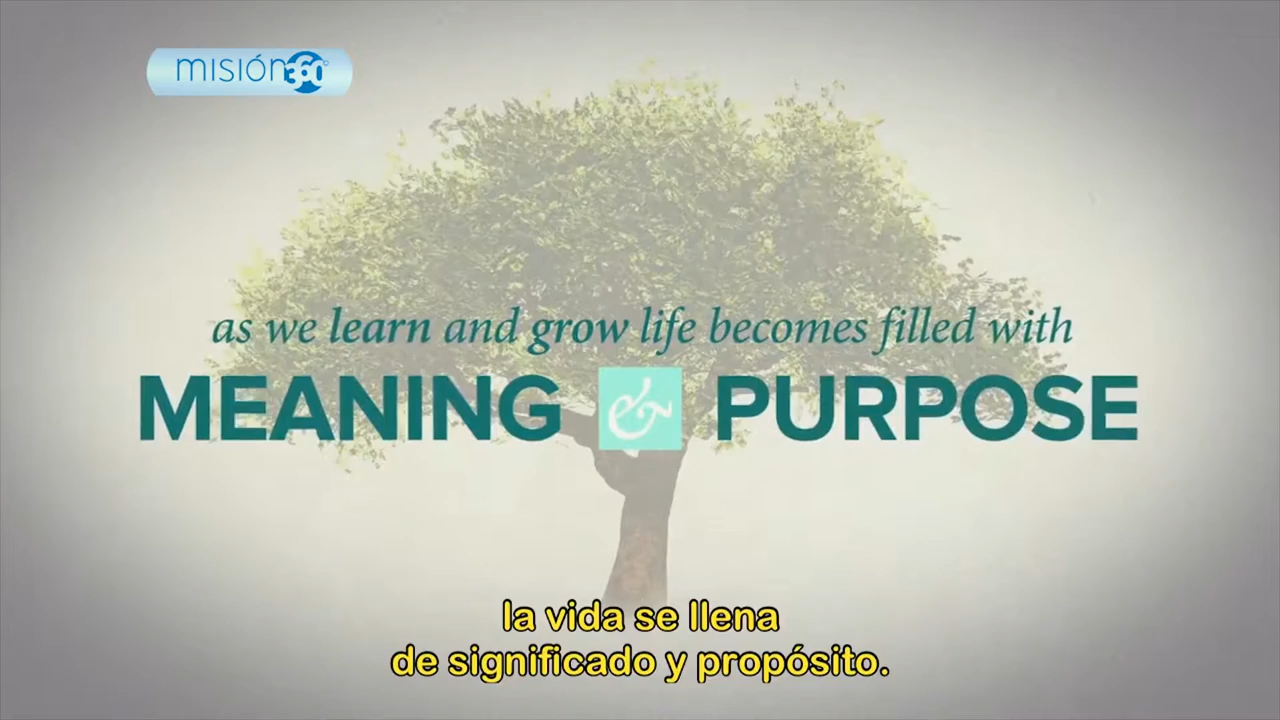 misión360°
as we learn and grow life becomes filled with
MEANING & PURPOSE
la vida se llena
de significado y propósito.